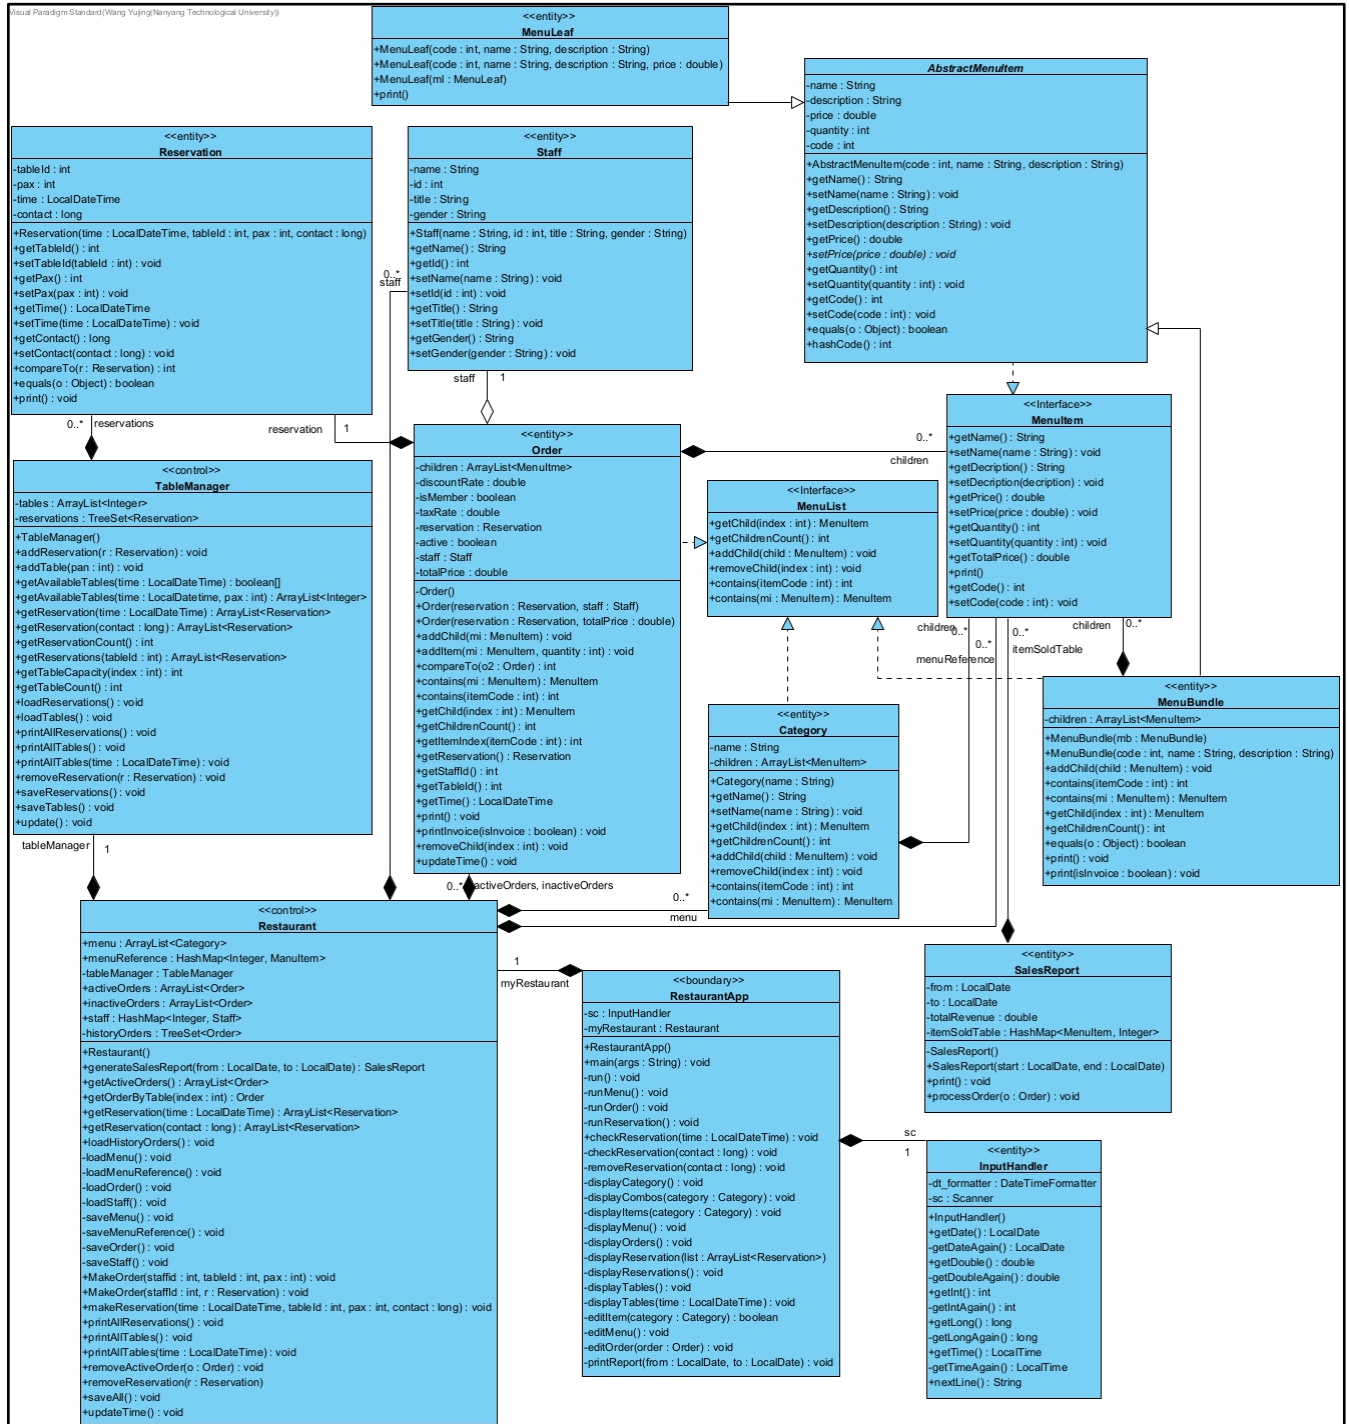 Visual Paradigm Standard(Wang Yujing(Nanyang Technological University))
<<entity>>
MenuLeaf
+MenuLeaf(code : int, name : String, description : String)
+MenuLeaf(code : int, name : String, description : String, price : double)
+MenuLeaf(ml : MenuLeaf)
+print()
AbstractMenuItem
-name : String
-description : String
-price : double
-quantity : int
-code : int
+AbstractMenuItem(code : int, name : String, description : String)
+getName() : String
+setName(name : String) : void
+getDescription() : String
+setDescription(description : String) : void
+getPrice() : double
+setPrice(price : double) : void
+getQuantity() : int
+setQuantity(quantity : int) : void
+getCode() : int
+setCode(code : int) : void
+equals(o : Object) : boolean
+hashCode() : int
<<entity>>
Reservation
-tableId : int
-pax : int
-time : LocalDateTime
-contact : long
+Reservation(time : LocalDateTime, tableId : int, pax : int, contact : long)
+getTableId() : int
+setTableId(tableId : int) : void
+getPax() : int
+setPax(pax : int) : void
+getTime() : LocalDateTime
+setTime(time : LocalDateTime) : void
+getContact() : long
+setContact(contact : long) : void
+compareTo(r : Reservation) : int
+equals(o : Object) : boolean
+print() : void
<<entity>>
Staff
-name : String
-id : int
-title : String
-gender : String
+Staff(name : String, id : int, title : String, gender : String)
+getName() : String
+getId() : int
+setName(name : String) : void
+setId(id : int) : void
+getTitle() : String
+setTitle(title : String) : void
+getGender() : String
+setGender(gender : String) : void
0..*
staff
staff 1
0..* reservations
reservation 1
<<control>>
TableManager
-tables : ArrayList<Integer>
-reservations : TreeSet<Reservation>
+TableManager()
+addReservation(r : Reservation) : void
+addTable(pan : int) : void
+getAvailableTables(time : LocalDateTime) : boolean[]
+getAvailableTables(time : LocalDatetime, pax : int) : ArrayList<Integer>
+getReservation(time : LocalDateTime) : ArrayList<Reservation>
+getReservation(contact : long) : ArrayList<Reservation>
+getReservationCount() : int
+getReservations(tableId : int) : ArrayList<Reservation>
+getTableCapacity(index : int) : int
+getTableCount() : int
+loadReservations() : void
+loadTables() : void
+printAllReservations() : void
+printAllTables() : void
+printAllTables(time : LocalDateTime) : void
+removeReservation(r : Reservation) : void
+saveReservations() : void
+saveTables() : void
+update() : void
tableManager 1
<<entity>>
Order
-children : ArrayList<MenuItme>
-discountRate : double
-isMember : boolean
-taxRate : double
-reservation : Reservation
-active : boolean
-staff : Staff
-totalPrice : double
-Order()
+Order(reservation : Reservation, staff : Staff)
+Order(reservation : Reservation, totalPrice : double)
+addChild(mi : MenuItem) : void
+addItem(mi : MenuItem, quantity : int) : void
+compareTo(o2 : Order) : int
+contains(mi : MenuItem) : MenuItem
+contains(itemCode : int) : int
+getChild(index : int) : MenuItem
+getChildrenCount() : int
+getItemIndex(itemCode : int) : int
+getReservation() : Reservation
+getStaffId() : int
+getTableId() : int
+getTime() : LocalDateTime
+print() : void
+printInvoice(isInvoice : boolean) : void
+removeChild(index : int) : void
+updateTime() : void
0..* activeOrders, inactiveOrders
0..*
children
<<Interface>>
MenuList
+getChild(index : int) : MenuItem
+getChildrenCount() : int
+addChild(child : MenuItem) : void
+removeChild(index : int) : void
+contains(itemCode : int) : int
+contains(mi : MenuItem) : MenuItem
<<Interface>>
MenuItem
+getName() : String
+setName(name : String) : void
+getDecription() : String
+setDecription(decription) : void
+getPrice() : double
+setPrice(price : double) : void
+getQuantity() : int
+setQuantity(quantity : int) : void
+getTotalPrice() : double
+print()
+getCode() : int
+setCode(code : int) : void
children 0..*
0..*
menuReference
0..*
itemSoldTable
children 0..*
<<entity>>
Category
-name : String
-children : ArrayList<MenuItem>
+Category(name : String)
+getName() : String
+setName(name : String) : void
+getChild(index : int) : MenuItem
+getChildrenCount() : int
+addChild(child : MenuItem) : void
+removeChild(index : int) : void
+contains(itemCode : int) : int
+contains(mi : MenuItem) : MenuItem
0..*
menu
<<entity>>
MenuBundle
-children : ArrayList<MenuItem>
+MenuBundle(mb : MenuBundle)
+MenuBundle(code : int, name : String, description : String)
+addChild(child : MenuItem) : void
+contains(itemCode : int) : int
+contains(mi : MenuItem) : MenuItem
+getChild(index : int) : MenuItem
+getChildrenCount() : int
+equals(o : Object) : boolean
+print() : void
+print(isInvoice : boolean) : void
<<control>>
Restaurant
+menu : ArrayList<Category>
+menuReference : HashMap<Integer, ManuItem>
-tableManager : TableManager
+activeOrders : ArrayList<Order>
+inactiveOrders : ArrayList<Order>
+staff : HashMap<Integer, Staff>
-historyOrders : TreeSet<Order>
+Restaurant()
+generateSalesReport(from : LocalDate, to : LocalDate) : SalesReport
+getActiveOrders() : ArrayList<Order>
+getOrderByTable(index : int) : Order
+getReservation(time : LocalDateTime) : ArrayList<Reservation>
+getReservation(contact : long) : ArrayList<Reservation>
+loadHistoryOrders() : void
-loadMenu() : void
-loadMenuReference() : void
-loadOrder() : void
-loadStaff() : void
-saveMenu() : void
-saveMenuReference() : void
-saveOrder() : void
-saveStaff() : void
+MakeOrder(staffid : int, tableId : int, pax : int) : void
+MakeOrder(staffId : int, r : Reservation) : void
+makeReservation(time : LocalDateTime, tableId : int, pax : int, contact : long) : void
+printAllReservations() : void
+printAllTables() : void
+printAllTables(time : LocalDateTime) : void
+removeActiveOrder(o : Order) : void
+removeReservation(r : Reservation)
+saveAll() : void
+updateTime() : void
1
myRestaurant
<<boundary>>
RestaurantApp
-sc : InputHandler
-myRestaurant : Restaurant
+RestaurantApp()
+main(args : String) : void
-run() : void
-runMenu() : void
-runOrder() : void
-runReservation() : void
+checkReservation(time : LocalDateTime) : void
-checkReservation(contact : long) : void
-removeReservation(contact : long) : void
-displayCategory() : void
-displayCombos(category : Category) : void
-displayItems(category : Category) : void
-displayMenu() : void
-displayOrders() : void
-displayReservation(list : ArrayList<Reservation>)
-displayReservations() : void
-displayTables() : void
-displayTables(time : LocalDateTime) : void
-editItem(category : Category) : boolean
-editMenu() : void
-editOrder(order : Order) : void
-printReport(from : LocalDate, to : LocalDate) : void
<<entity>>
SalesReport
-from : LocalDate
-to : LocalDate
-totalRevenue : double
-itemSoldTable : HashMap<MenuItem, Integer>
-SalesReport()
+SalesReport(start : LocalDate, end : LocalDate)
+print() : void
+processOrder(o : Order) : void
sc
1
<<entity>>
InputHandler
-dt_formatter : DateTimeFormatter
-sc : Scanner
+InputHandler()
+getDate() : LocalDate
-getDateAgain() : LocalDate
+getDouble() : double
-getDoubleAgain() : double
+getInt() : int
-getIntAgain() : int
+getLong() : long
-getLongAgain() : long
+getTime() : LocalTime
-getTimeAgain() : LocalTime
+nextLine() : String